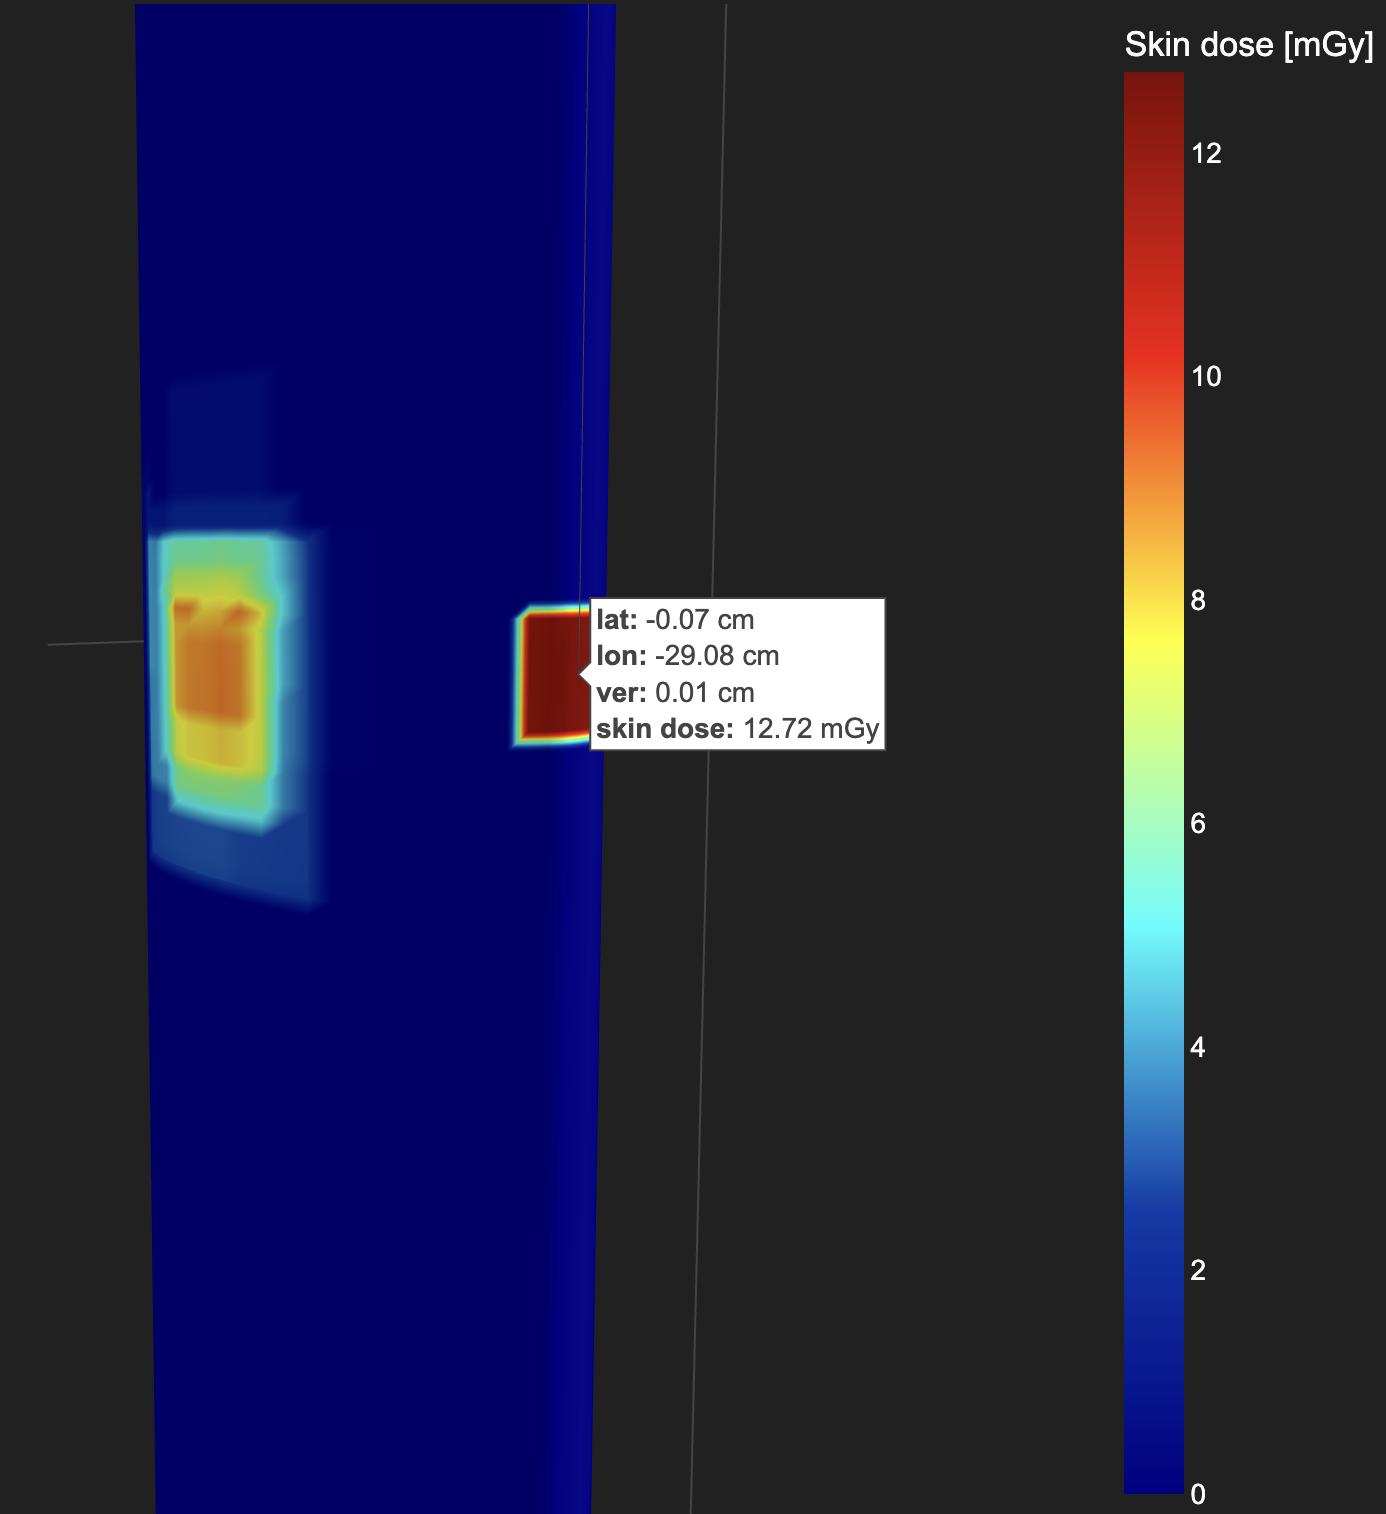 Skin dose [mGy]
12
10
8
lat: -0.07 cm
lon: -29.08 cm
ver: 0.01 cm
skin dose: 12.72 mGy
6
4
2
0